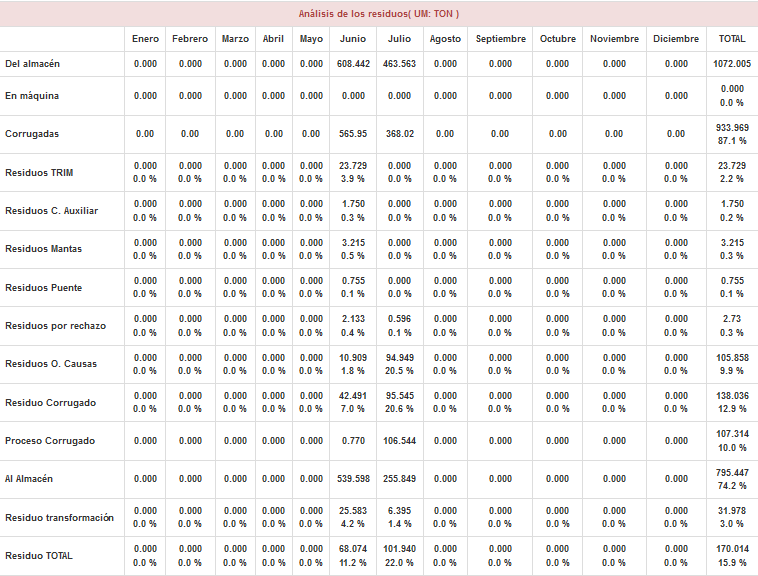 Análisis de los residuos( UM: TON )
Enero Febrero Marzo Abril Mayo Junio Julio Agosto Septiembre Octubre Noviembre Diciembre TOTAL
Del almacén 0.000 0.000 0.000 0.000 0.000 608.442 463.563 0.000 0.000 0.000 0.000 0.000 1072.005
En máquina 0.000 0.000 0.000 0.000 0.000 0.000 0.000 0.000 0.000 0.000 0.000 0.000 0.000
0.0 %
Corrugadas 0.00 0.00 0.00 0.00 0.00 565.95 368.02 0.00 0.00 0.00 0.00 0.00 933.969
87.1 %
Residuos TRIM 0.000 0.000 0.000 0.000 0.000 23.729 0.000 0.000 0.000 0.000 0.000 0.000 23.729
0.0 % 0.0 % 0.0 % 0.0 % 0.0 % 3.9 % 0.0 % 0.0 % 0.0 % 0.0 % 0.0 % 0.0 % 2.2 %
Residuos C. Auxiliar 0.000 0.000 0.000 0.000 0.000 1.750 0.000 0.000 0.000 0.000 0.000 0.000 1.750
0.0 % 0.0 % 0.0 % 0.0 % 0.0 % 0.3 % 0.0 % 0.0 % 0.0 % 0.0 % 0.0 % 0.0 % 0.2 %
Residuos Mantas 0.000 0.000 0.000 0.000 0.000 3.215 0.000 0.000 0.000 0.000 0.000 0.000 3.215
0.0 % 0.0 % 0.0 % 0.0 % 0.0 % 0.5 % 0.0 % 0.0 % 0.0 % 0.0 % 0.0 % 0.0 % 0.3 %
Residuos Puente 0.000 0.000 0.000 0.000 0.000 0.755 0.000 0.000 0.000 0.000 0.000 0.000 0.755
0.0 % 0.0 % 0.0 % 0.0 % 0.0 % 0.1 % 0.0 % 0.0 % 0.0 % 0.0 % 0.0 % 0.0 % 0.1 %
Residuos por rechazo 0.000 0.000 0.000 0.000 0.000 2.133 0.596 0.000 0.000 0.000 0.000 0.000 2.73
0.0 % 0.0 % 0.0 % 0.0 % 0.0 % 0.4 % 0.1 % 0.0 % 0.0 % 0.0 % 0.0 % 0.0 % 0.3 %
Residuos O. Causas 0.000 0.000 0.000 0.000 0.000 10.909 94.949 0.000 0.000 0.000 0.000 0.000 105.858
0.0 % 0.0 % 0.0 % 0.0 % 0.0 % 1.8 % 20.5 % 0.0 % 0.0 % 0.0 % 0.0 % 0.0 % 9.9 %
Residuo Corrugado 0.000 0.000 0.000 0.000 0.000 42.491 95.545 0.000 0.000 0.000 0.000 0.000 138.036
0.0 % 0.0 % 0.0 % 0.0 % 0.0 % 7.0 % 20.6 % 0.0 % 0.0 % 0.0 % 0.0 % 0.0 % 12.9 %
Proceso Corrugado 0.000 0.000 0.000 0.000 0.000 0.770 106.544 0.000 0.000 0.000 0.000 0.000 107.314
10.0 %
Al Almacén 0.000 0.000 0.000 0.000 0.000 539.598 255.849 0.000 0.000 0.000 0.000 0.000 795.447
74.2 %
Residuo transformación 0.000 0.000 0.000 0.000 0.000 25.583 6.395 0.000 0.000 0.000 0.000 0.000 31.978
0.0 % 0.0 % 0.0 % 0.0 % 0.0 % 4.2 % 1.4 % 0.0 % 0.0 % 0.0 % 0.0 % 0.0 % 3.0 %
Residuo TOTAL 0.000 0.000 0.000 0.000 0.000 68.074 101.940 0.000 0.000 0.000 0.000 0.000 170.014
0.0 % 0.0 % 0.0 % 0.0 % 0.0 % 11.2 % 22.0 % 0.0 % 0.0 % 0.0 % 0.0 % 0.0 % 15.9 %